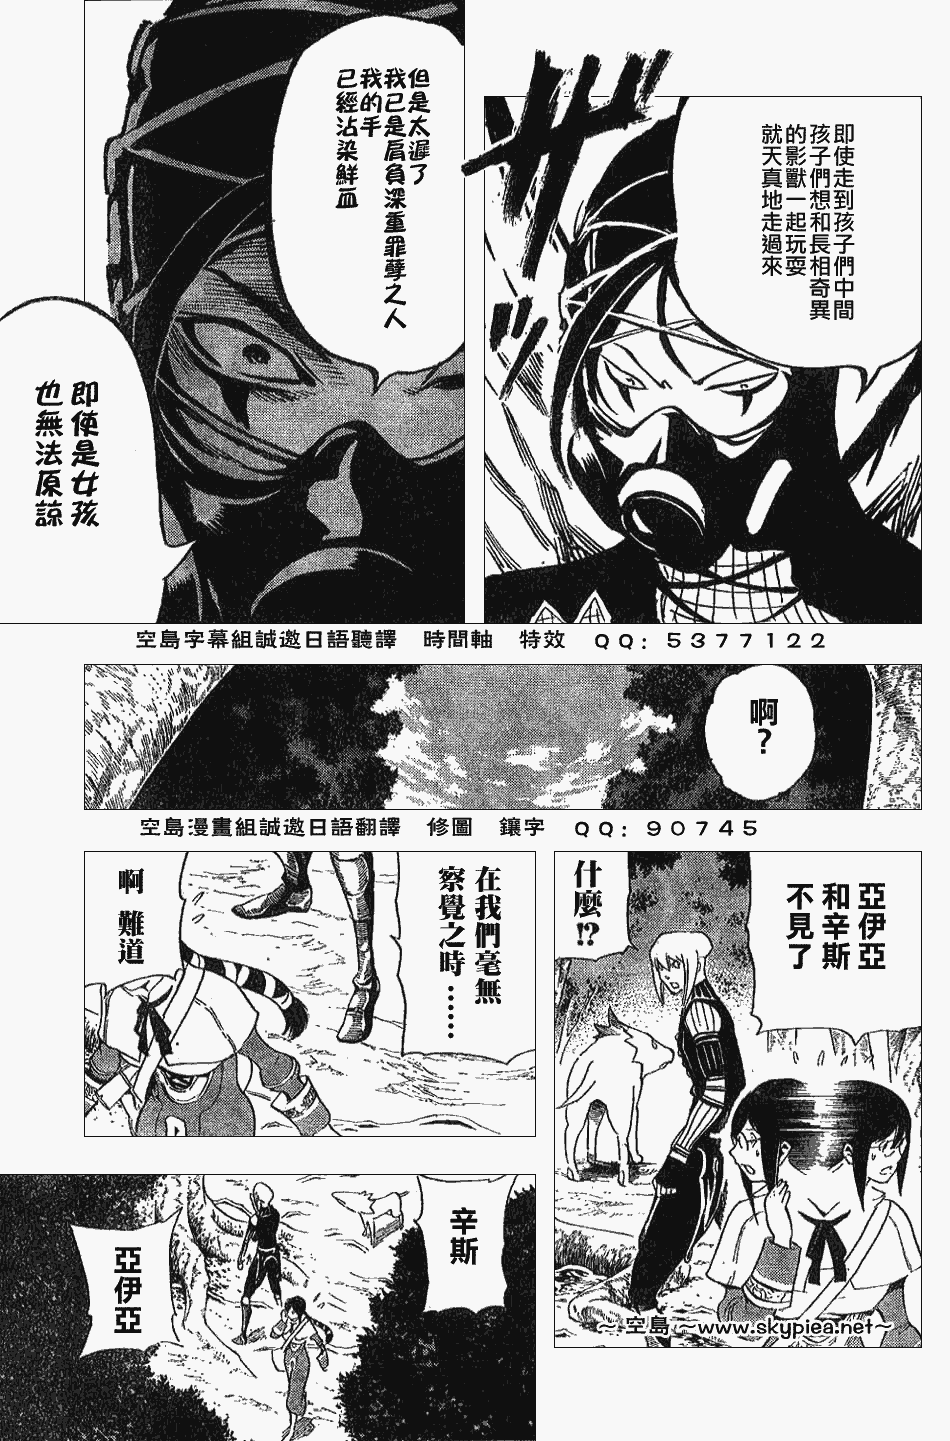 即使走到孩子們中間
孩子們想和長相奇異
的影獸一起玩耍
就天真地走過來
但是太遲了
我已是肩負深重罪孽之人
我的手
已經沾染鮮血
即使是女孩
也無法原諒
空島字幕組誠邀日語聽譯 時間軸 特效 QQ: 5377122
啊?
空島漫畫組誠邀日語翻譯 修圖 鑲字 QQ: 90745
亞伊亞
和辛斯
不見了
什麼!?
在我們毫無
察覺之時……
啊 難道
辛斯
亞伊亞
～空島～www.skypiea.net～